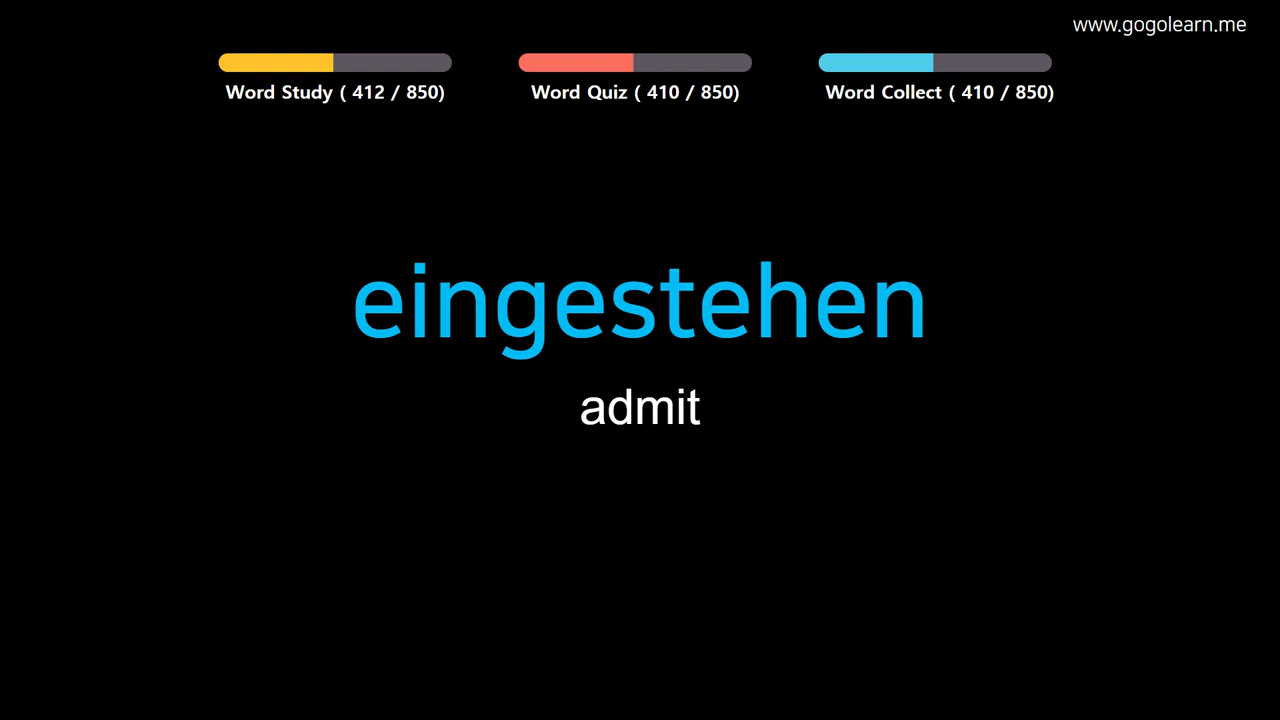 www.gogolearn.me
Word Study ( 412 / 850)
Word Quiz ( 410 / 850)
Word Collect ( 410 / 850)
eingestehen
admit